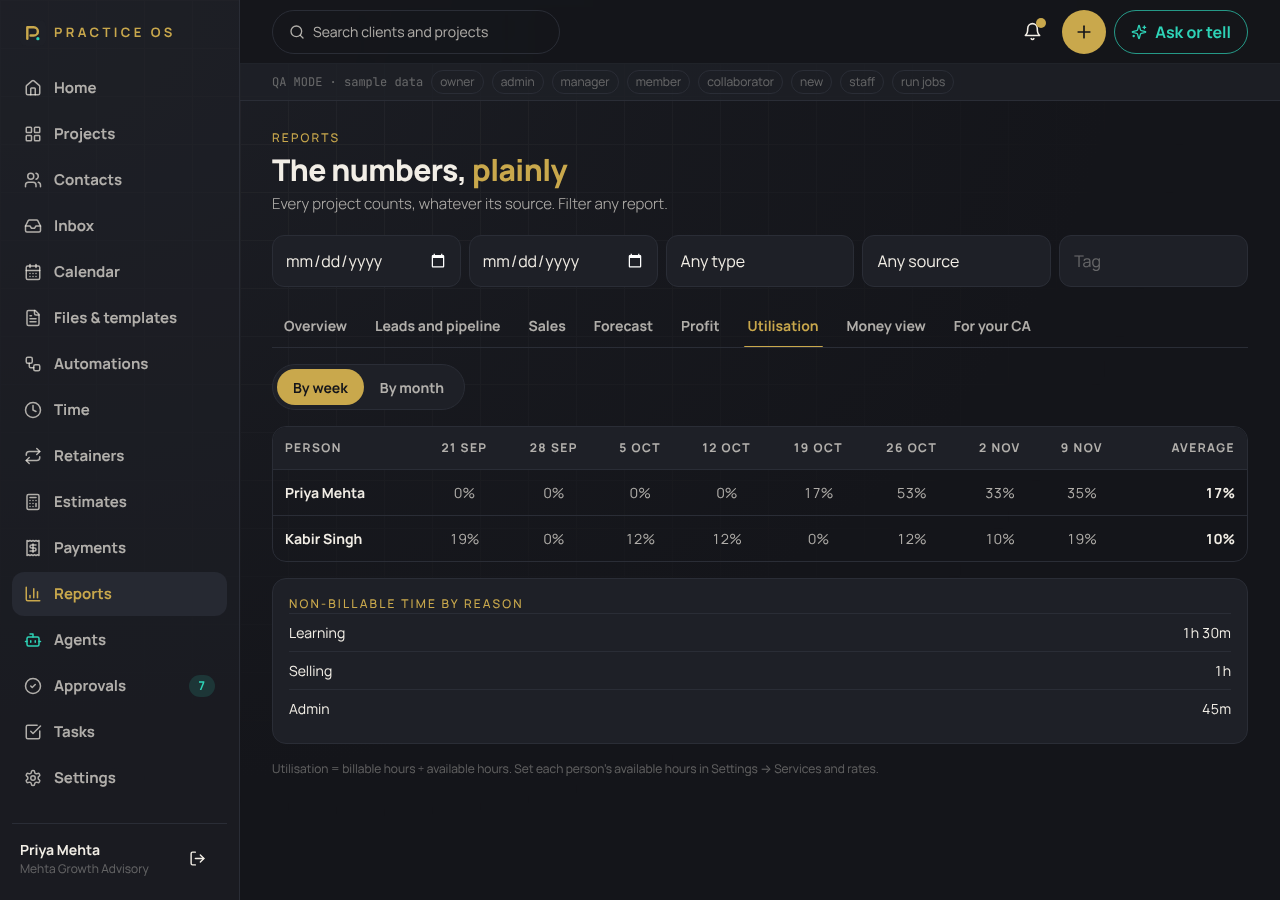 PRACTICE OS
Home
Projects
Contacts
Inbox
Calendar
Files & templates
Automations
Time
Retainers
Estimates
Payments
Reports
Agents
Approvals 7
Tasks
Settings
Priya Mehta
Mehta Growth Advisory
Search clients and projects
Ask or tell
QA MODE · sample data owner admin manager member collaborator new staff run jobs
REPORTS
The numbers, plainly
Every project counts, whatever its source. Filter any report.
mm/dd/yyyy mm/dd/yyyy Any type Any source Tag
Overview Leads and pipeline Sales Forecast Profit Utilisation Money view For your CA
By week By month
PERSON 21 SEP 28 SEP 5 OCT 12 OCT 19 OCT 26 OCT 2 NOV 9 NOV AVERAGE
Priya Mehta 0% 0% 0% 0% 17% 53% 33% 35% 17%
Kabir Singh 19% 0% 12% 12% 0% 12% 10% 19% 10%
NON-BILLABLE TIME BY REASON
Learning 1h 30m
Selling 1h
Admin 45m
Utilisation = billable hours ÷ available hours. Set each person's available hours in Settings → Services and rates.